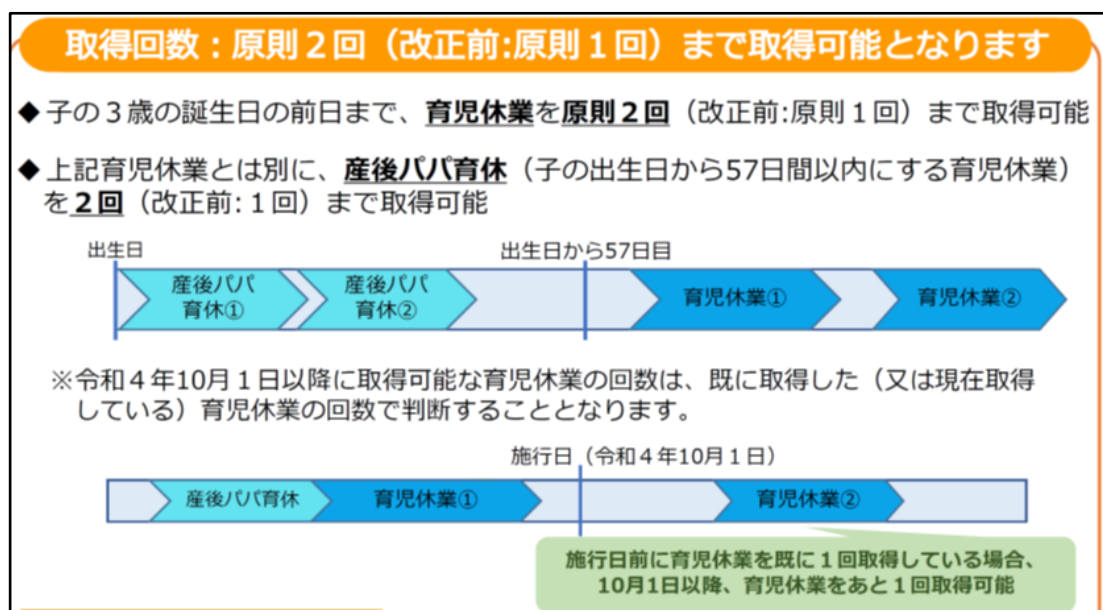 取得回数：原則２回（改正前:原則１回）まで取得可能となります
◆子の３歳の誕生日の前日まで、育児休業を原則２回（改正前:原則１回）まで取得可能
◆上記育児休業とは別に、産後パパ育休（子の出生日から57日間以内にする育児休業）
を２回（改正前:１回）まで取得可能
出生日
出生日から57日目
産後パパ
育休①
産後パパ
育休②
育児休業①
育児休業②
※令和４年10月１日以降に取得可能な育児休業の回数は、既に取得した（又は現在取得
している）育児休業の回数で判断することとなります。
施行日（令和４年10月１日）
産後パパ育休
育児休業①
育児休業②
施行日前に育児休業を既に１回取得している場合、
10月1日以降、育児休業をあと１回取得可能